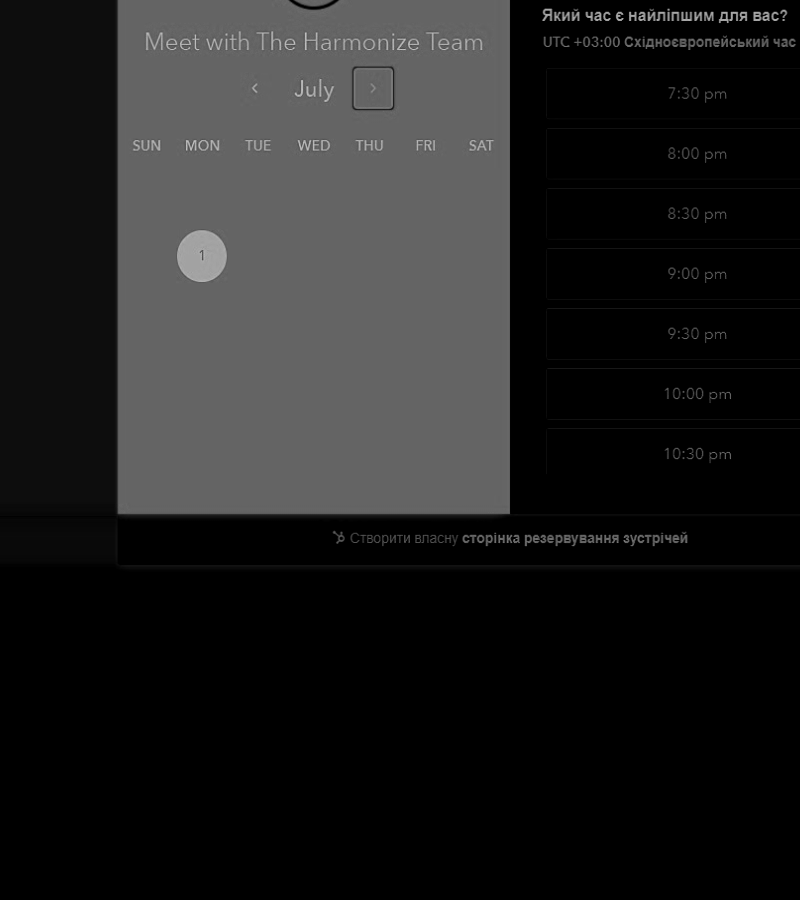 Meet with The Harmonize Team
July
SUN MON TUE WED THU FRI SAT
1
Який час є найліпшим для вас?
UTC +03:00 Східноєвропейський час
7:30 pm
8:00 pm
8:30 pm
9:00 pm
9:30 pm
10:00 pm
10:30 pm
Створити власну сторінка резервування зустрічей